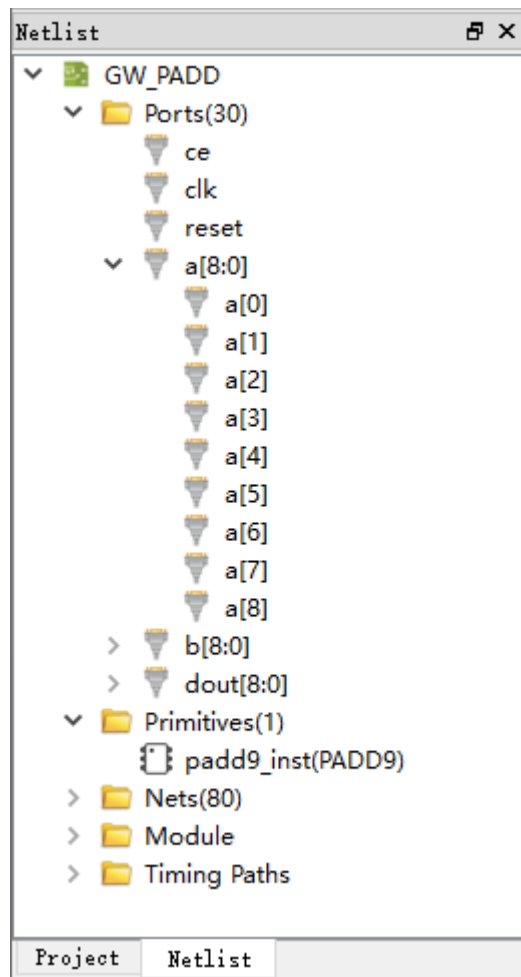 Netlist
GW_PADD
Ports(30)
ce
clk
reset
a[8:0]
a[0]
a[1]
a[2]
a[3]
a[4]
a[5]
a[6]
a[7]
a[8]
b[8:0]
dout[8:0]
Primitives(1)
padd9_inst(PADD9)
Nets(80)
Module
Timing Paths
Project Netlist